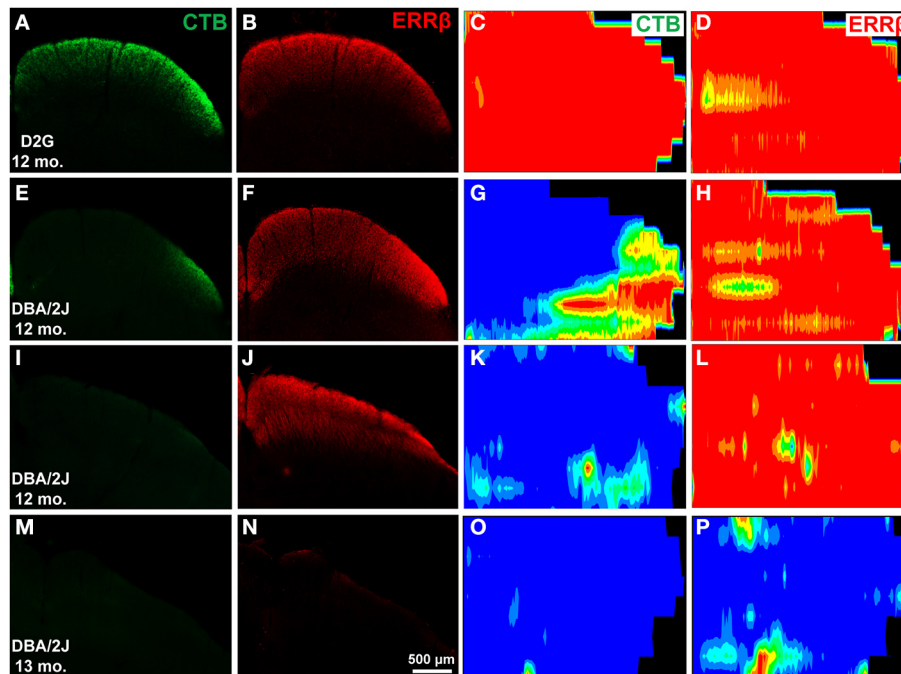 A CTB B ERRβ C CTB D ERRβ
D2G
12 mo.
E F G H
DBA/2J
12 mo.
I J K L
DBA/2J
12 mo.
M N O P
DBA/2J
13 mo.
500 µm